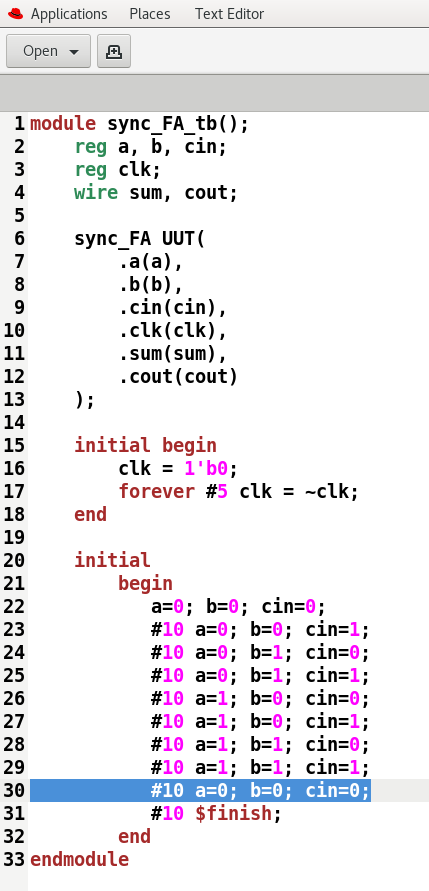 Applications Places Text Editor
Open
1 module sync_FA_tb();
2 reg a, b, cin;
3 reg clk;
4 wire sum, cout;
5
6 sync_FA UUT(
7 .a(a),
8 .b(b),
9 .cin(cin),
10 .clk(clk),
11 .sum(sum),
12 .cout(cout)
13 );
14
15 initial begin
16 clk = 1'b0;
17 forever #5 clk = ~clk;
18 end
19
20 initial
21 begin
22 a=0; b=0; cin=0;
23 #10 a=0; b=0; cin=1;
24 #10 a=0; b=1; cin=0;
25 #10 a=0; b=1; cin=1;
26 #10 a=1; b=0; cin=0;
27 #10 a=1; b=0; cin=1;
28 #10 a=1; b=1; cin=0;
29 #10 a=1; b=1; cin=1;
30 #10 a=0; b=0; cin=0;
31 #10 $finish;
32 end
33 endmodule